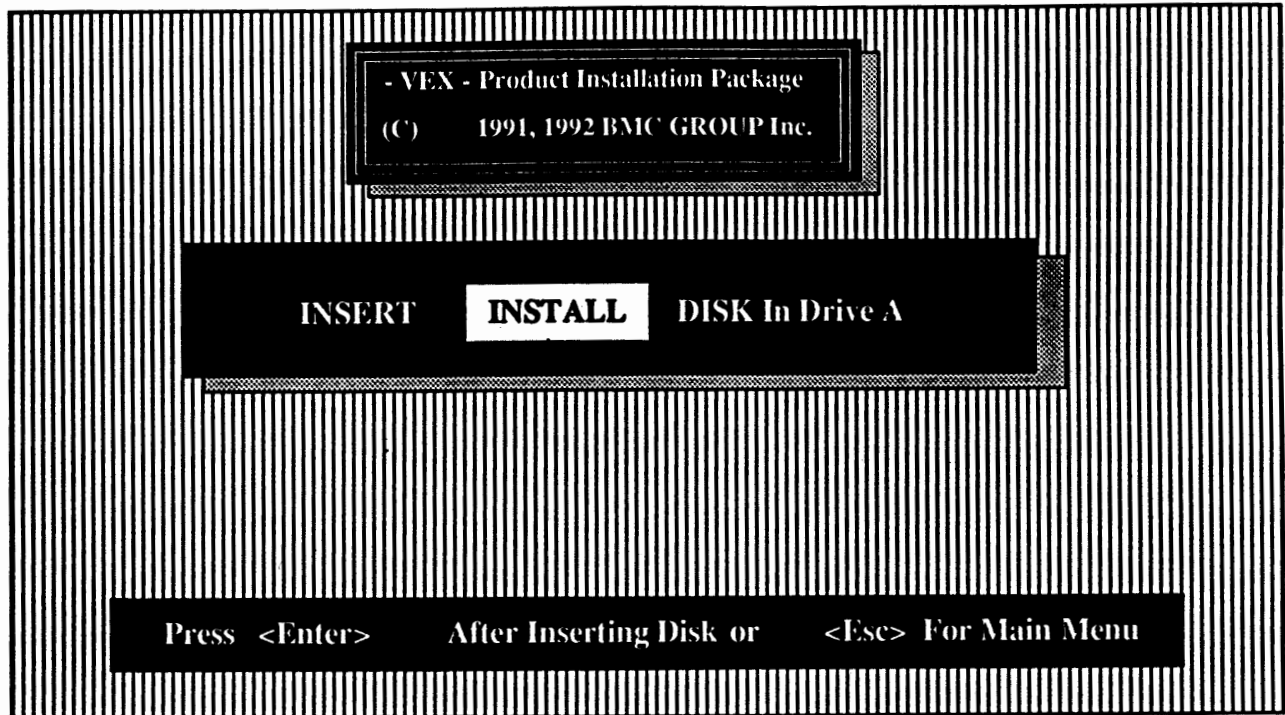 - VEX - Product Installation Package
(C) 1991, 1992 BMC GROUP Inc.
INSERT INSTALL DISK In Drive A
Press <Enter> After Inserting Disk or <Esc> For Main Menu